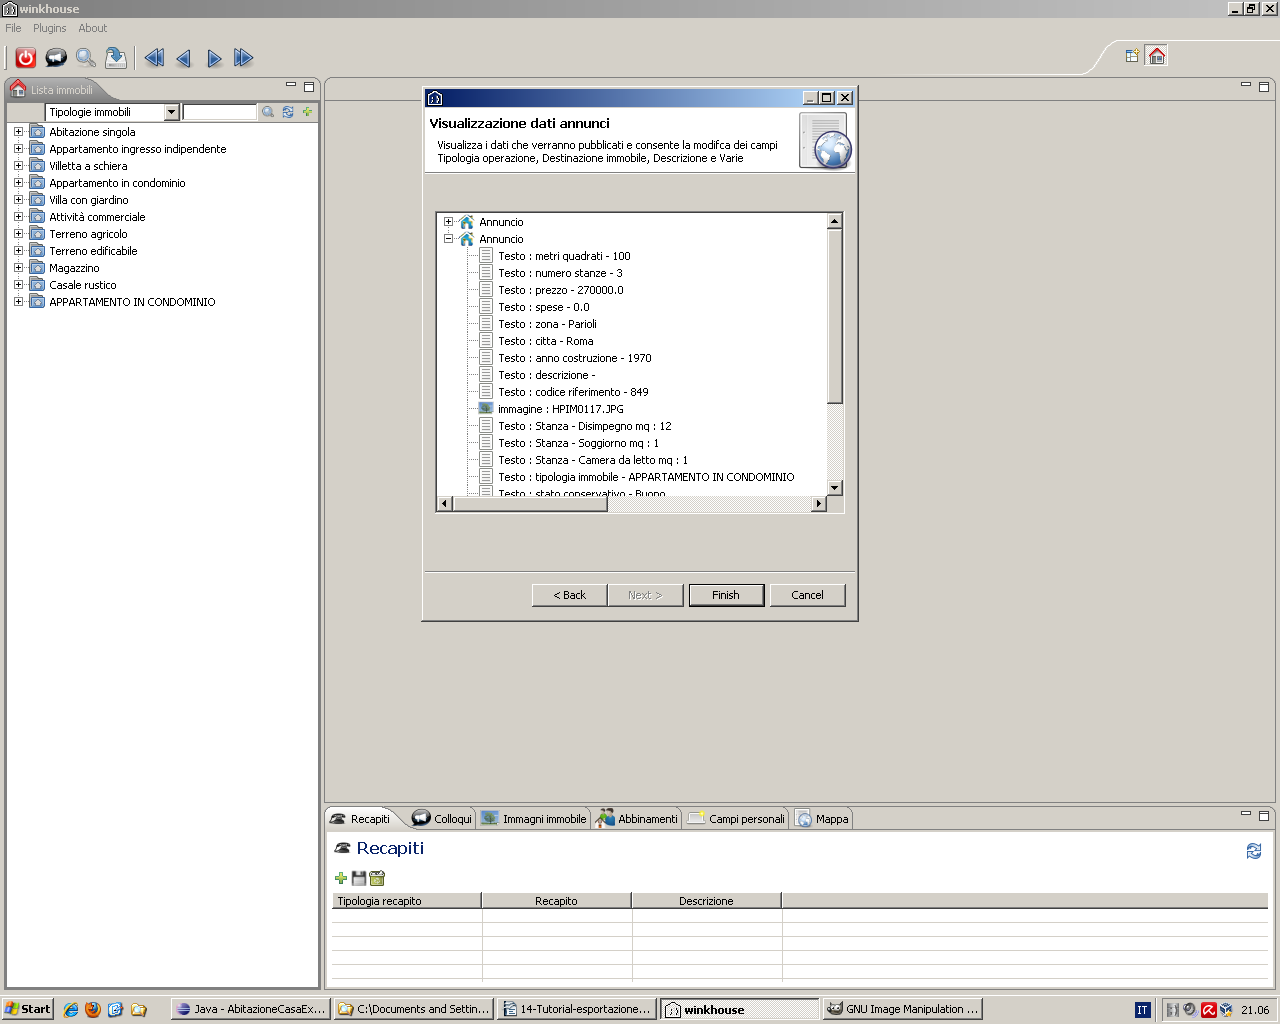 winkhouse
File Plugins About
Lista immobili
Tipologie immobili
Abitazione singola
Appartamento ingresso indipendente
Villetta a schiera
Appartamento in condominio
Villa con giardino
Attività commerciale
Terreno agricolo
Terreno edificabile
Magazzino
Casale rustico
APPARTAMENTO IN CONDOMINIO
Visualizzazione dati annunci
Visualizza i dati che verranno pubblicati e consente la modifca dei campi
Tipologia operazione, Destinazione immobile, Descrizione e Varie
Annuncio
Annuncio
Testo : metri quadrati - 100
Testo : numero stanze - 3
Testo : prezzo - 270000.0
Testo : spese - 0.0
Testo : zona - Parioli
Testo : citta - Roma
Testo : anno costruzione - 1970
Testo : descrizione -
Testo : codice riferimento - 849
immagine : HPIM0117.JPG
Testo : Stanza - Disimpegno mq : 12
Testo : Stanza - Soggiorno mq : 1
Testo : Stanza - Camera da letto mq : 1
Testo : tipologia immobile - APPARTAMENTO IN CONDOMINIO
Testo : stato conservativo - Buono
< Back Next > Finish Cancel
Recapiti Colloqui Immagni immobile Abbinamenti Campi personali Mappa
Recapiti
Tipologia recapito Recapito Descrizione
Start Java - AbitazioneCasaEx... C:\Documents and Settin... 14-Tutorial-esportazione... winkhouse GNU Image Manipulation ... IT 21.06